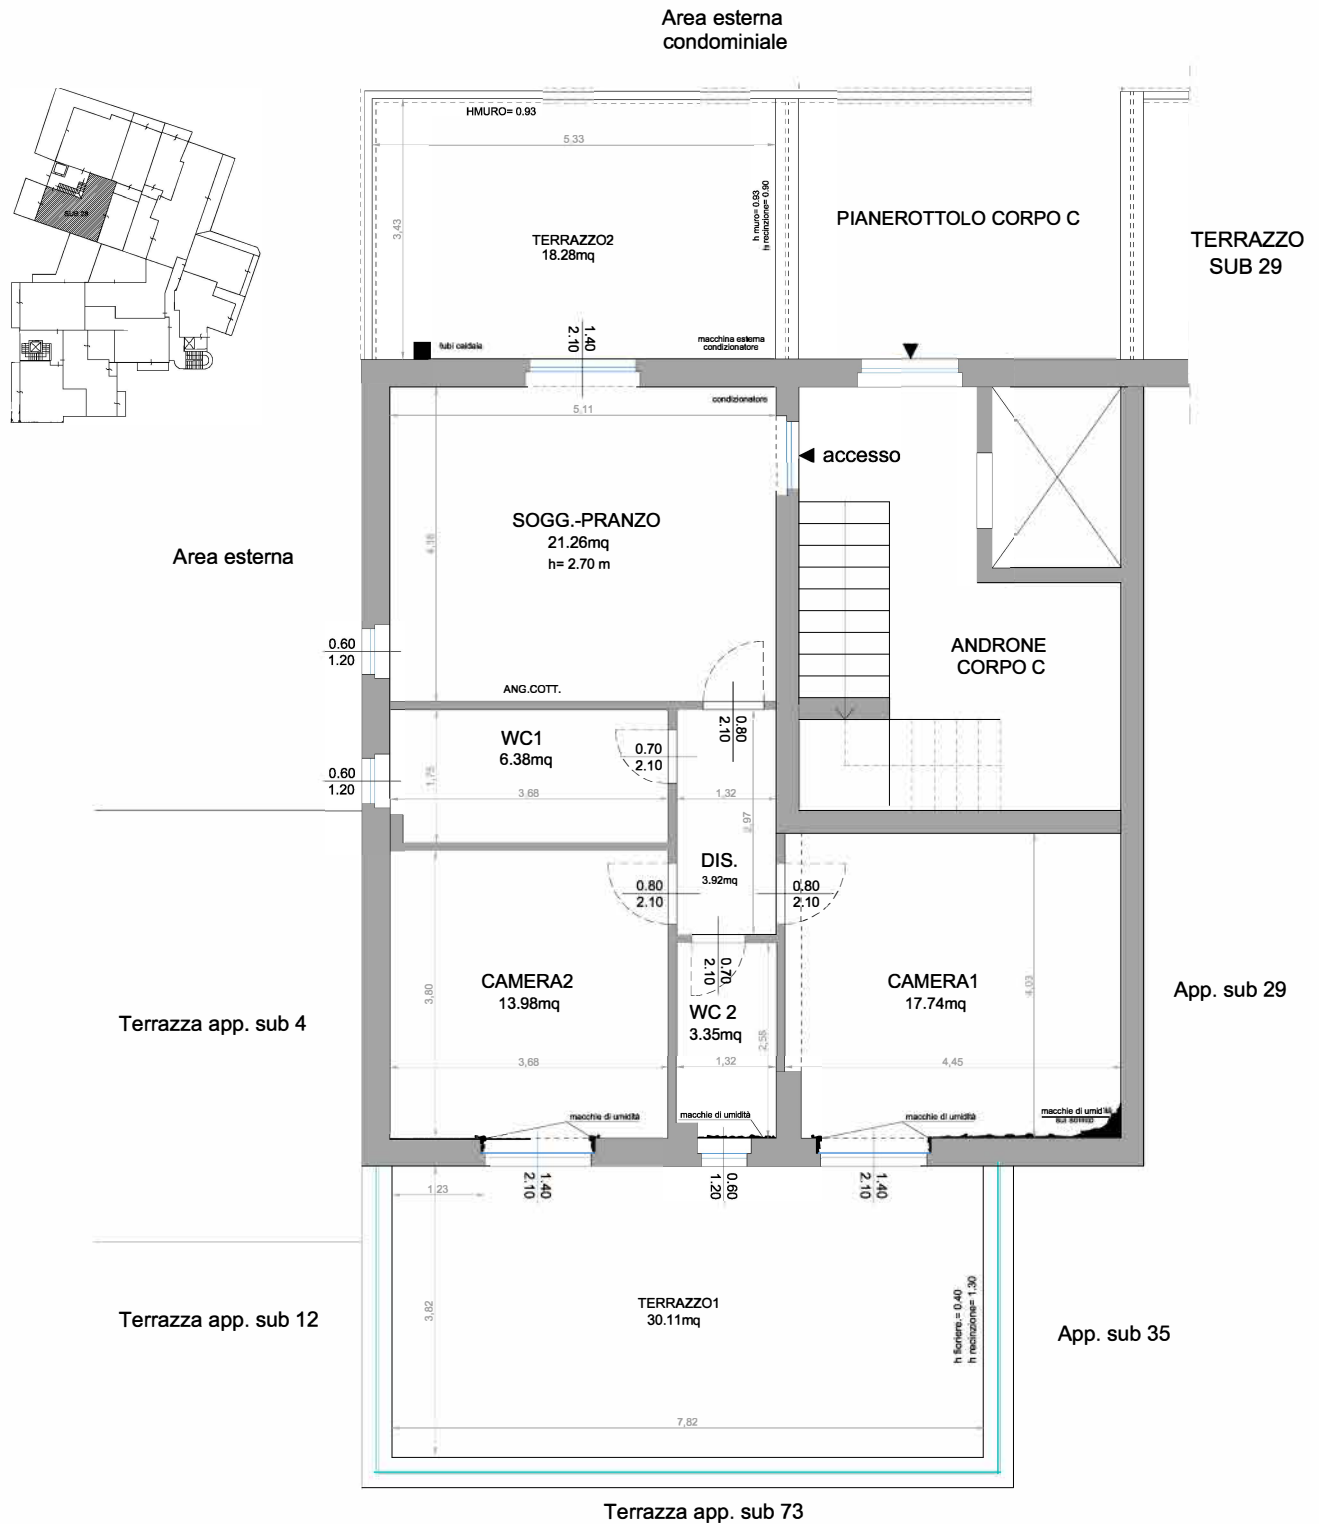 Area esterna
condominiale
HMURO= 0.93
5,33
3,43
h muro= 0.93
h recinzione= 0.90
TERRAZZO2
18.28mq
PIANEROTTOLO CORPO C
TERRAZZO
SUB 29
SUB 28
1.40
2.10
tubi caldaia
macchina esterna
condizionatore
5,11
condizionatore
accesso
SOGG.-PRANZO
21.26mq
h= 2.70 m
4,16
Area esterna
0.60
1.20
ANDRONE
CORPO C
ANG.COTT.
0.80
2.10
WC1
6.38mq
0.70
2.10
0.60
1.20
1,75
3,68
1,32
2,97
DIS.
3.92mq
0.80
2.10
0.80
2.10
0.70
2.10
CAMERA2
13.98mq
3,80
CAMERA1
17.74mq
4,03
App. sub 29
WC 2
3.35mq
2,58
Terrazza app. sub 4
3,68
1,32
4,45
macchie di umidità
macchie di umidità
macchie di umidità
macchie di umidità
sul soffitto
1,23
1.40
2.10
0.60
1.20
1.40
2.10
TERRAZZO1
30.11mq
3,82
h fioriere.= 0.40
h recinzione= 1.30
Terrazza app. sub 12
App. sub 35
7,82
Terrazza app. sub 73